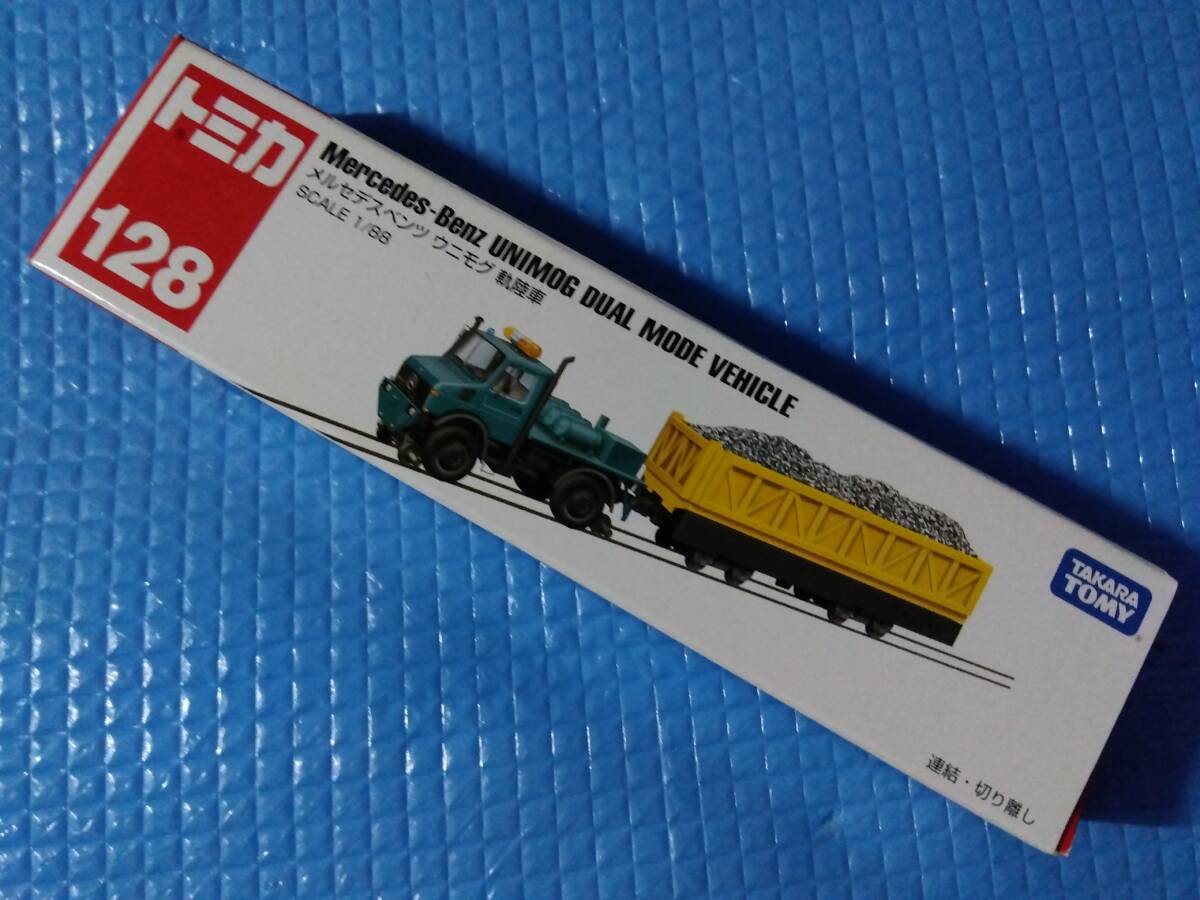 トミカ
128
Mercedes-Benz UNIMOG DUAL MODE VEHICLE
メルセデスベンツ ウニモグ 軌陸車
SCALE 1/88
TAKARA
TOMY
連結・切り離し